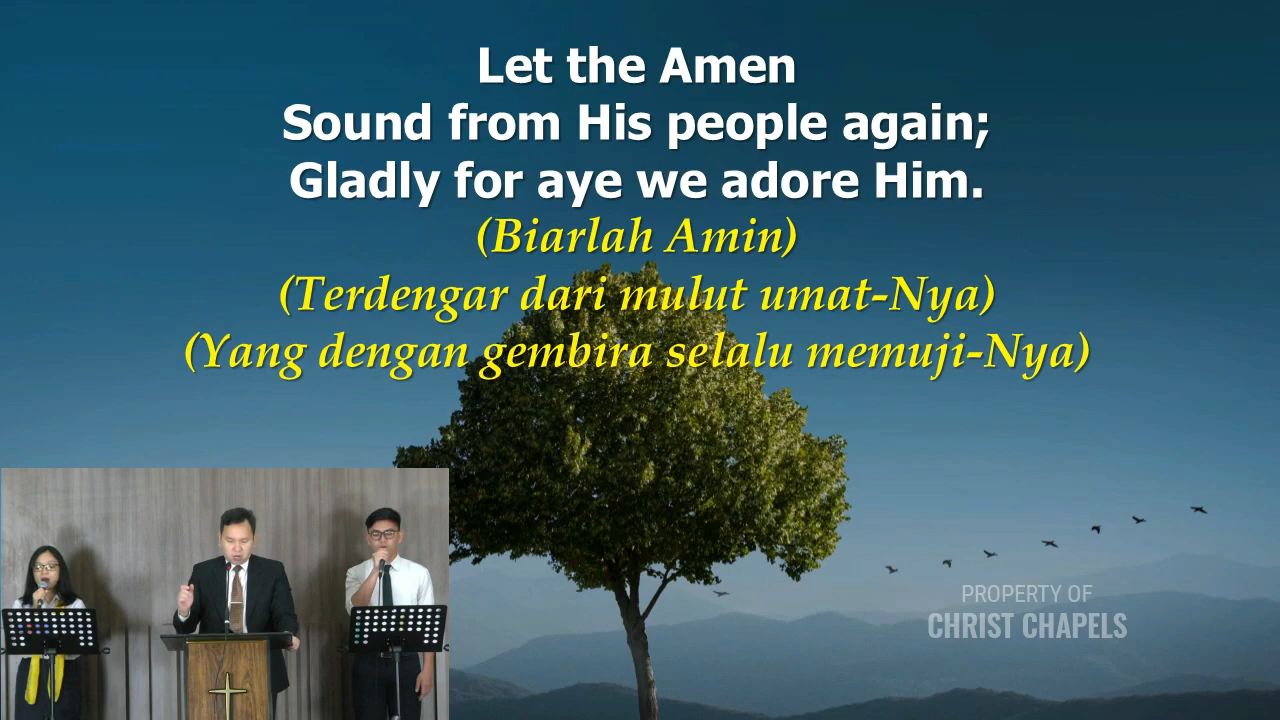 Let the Amen
Sound from His people again;
Gladly for aye we adore Him.
(Biarlah Amin)
(Terdengar dari mulut umat-Nya)
(Yang dengan gembira selalu memuji-Nya)
PROPERTY OF
CHRIST CHAPELS